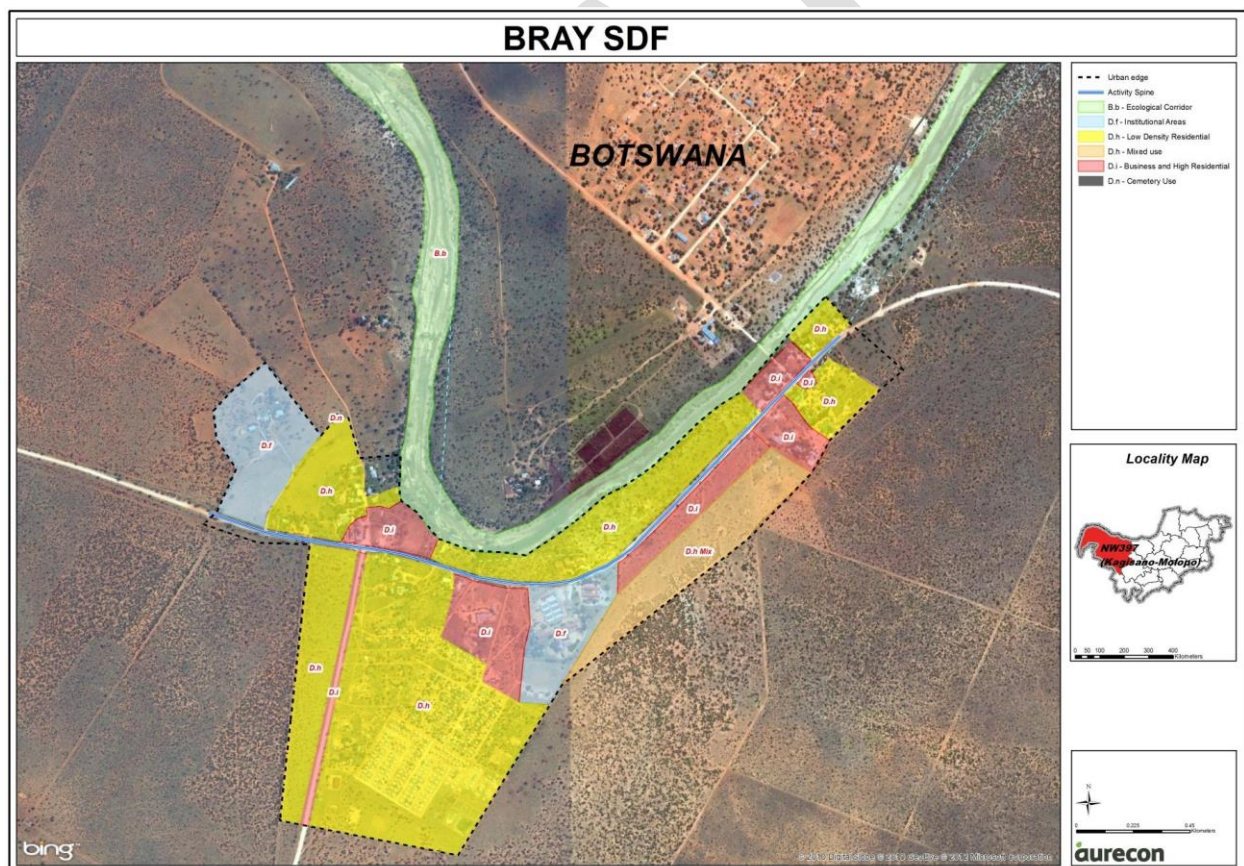 BRAY SDF
BOTSWANA
B.b
D.h
D.i
D.i
D.h
D.i
D.n
D.f
D.h
D.i
D.h
D.i
D.h Mix
D.i
D.f
D.h
D.i
D.h
bing
Urban edge
Activity Spine
B.b - Ecological Corridor
D.f - Institutional Areas
D.h - Low Density Residential
D.h - Mixed use
D.i - Business and High Residential
D.n - Cemetery Use
Locality Map
NW397
(Kagisano-Molopo)
0 50 100 200 300 400
Kilometers
N
0 0.225 0.45
Kilometers
aurecon